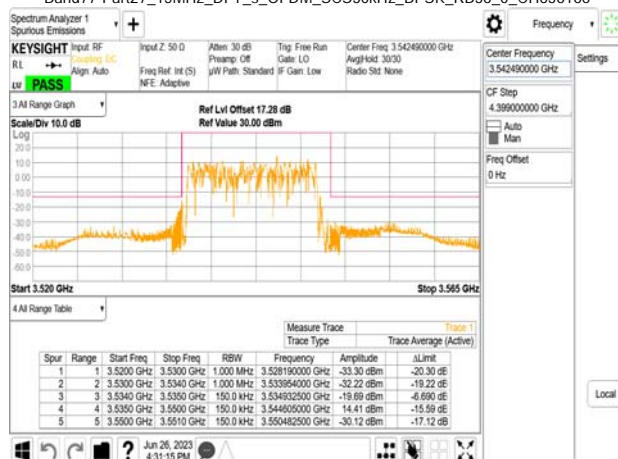 Spectrum Analyzer 1
Spurious Emissions
Frequency
KEYSIGHT Input: RF Input Z: 50 Ω Atten: 30 dB Trig: Free Run Center Freq: 3.542490000 GHz
RL Coupling: DC Preamp: Off Gate: LO Avg|Hold: 30/30
Align: Auto Freq Ref: Int (S) µW Path: Standard IF Gain: Low Radio Std: None
LW PASS NFE: Adaptive
Center Frequency
3.542490000 GHz
Settings
CF Step
4.399000000 GHz
Auto
Man
Freq Offset
0 Hz
3 All Range Graph
Ref Lvl Offset 17.28 dB
Scale/Div 10.0 dB Ref Value 30.00 dBm
Log
20.0
10.0
0.00
-10.0
-20.0
-30.0
-40.0
-50.0
-60.0
Start 3.520 GHz Stop 3.565 GHz
4 All Range Table
Measure Trace Trace 1
Trace Type Trace Average (Active)
Spur Range Start Freq Stop Freq RBW Frequency Amplitude ΔLimit
1 1 3.5200 GHz 3.5300 GHz 1.000 MHz 3.528190000 GHz -33.30 dBm -20.30 dB
2 2 3.5300 GHz 3.5340 GHz 1.000 MHz 3.533954000 GHz -32.22 dBm -19.22 dB
3 3 3.5340 GHz 3.5350 GHz 150.0 kHz 3.534932500 GHz -19.69 dBm -6.690 dB
4 4 3.5350 GHz 3.5500 GHz 150.0 kHz 3.544605000 GHz 14.41 dBm -15.59 dB
5 5 3.5500 GHz 3.5510 GHz 150.0 kHz 3.550482500 GHz -30.12 dBm -17.12 dB
Local
Jun 26, 2023
4:31:15 PM